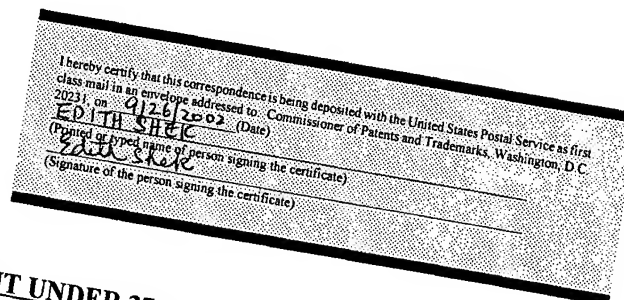 I hereby certify that this correspondence is being deposited with the United States Postal Service as first
class mail in an envelope addressed to: Commissioner of Patents and Trademarks, Washington, D.C.
20231, on 9/26/2002 (Date)
EDITH SHEK
(Printed or typed name of person signing the certificate)
Edith Shek
(Signature of the person signing the certificate)
UNDER